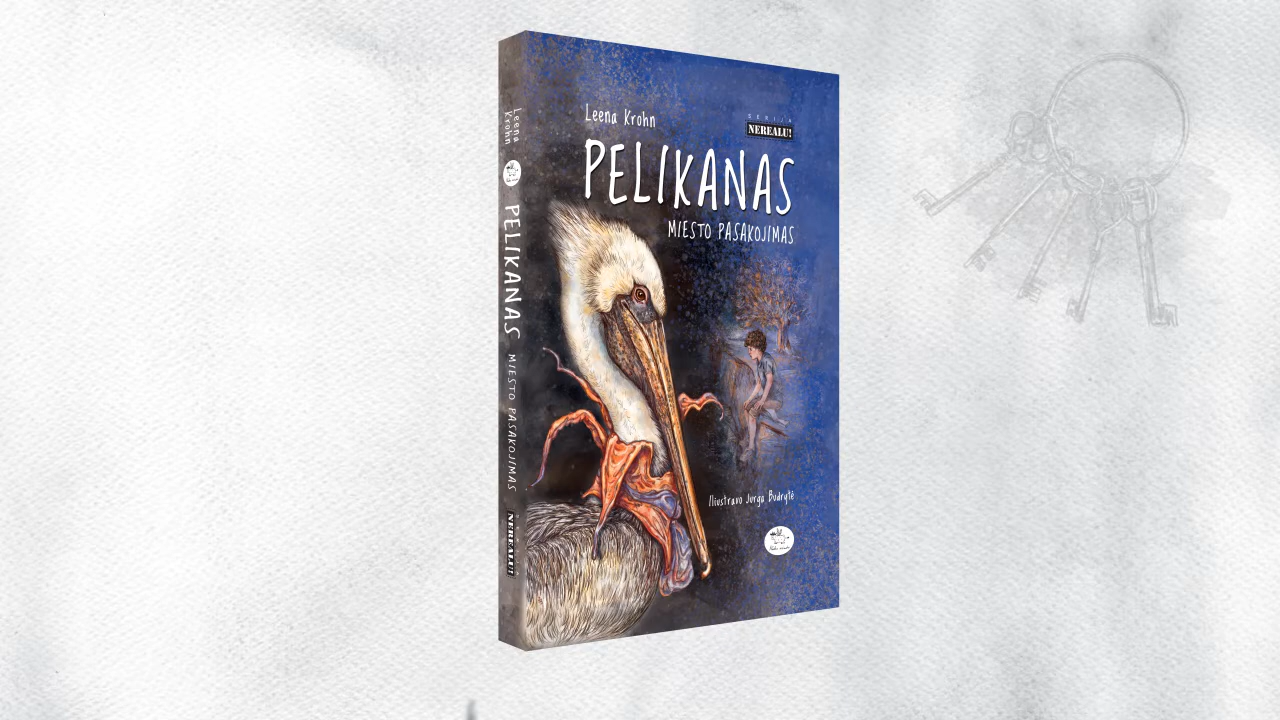 Leena Krohn
SERIJA
NEREALU!
PELIKANAS
MIESTO PASAKOJIMAS
Iliustravo Jurga Budrytė
Leena
Krohn
PELIKANAS
MIESTO PASAKOJIMAS
NEREALU!